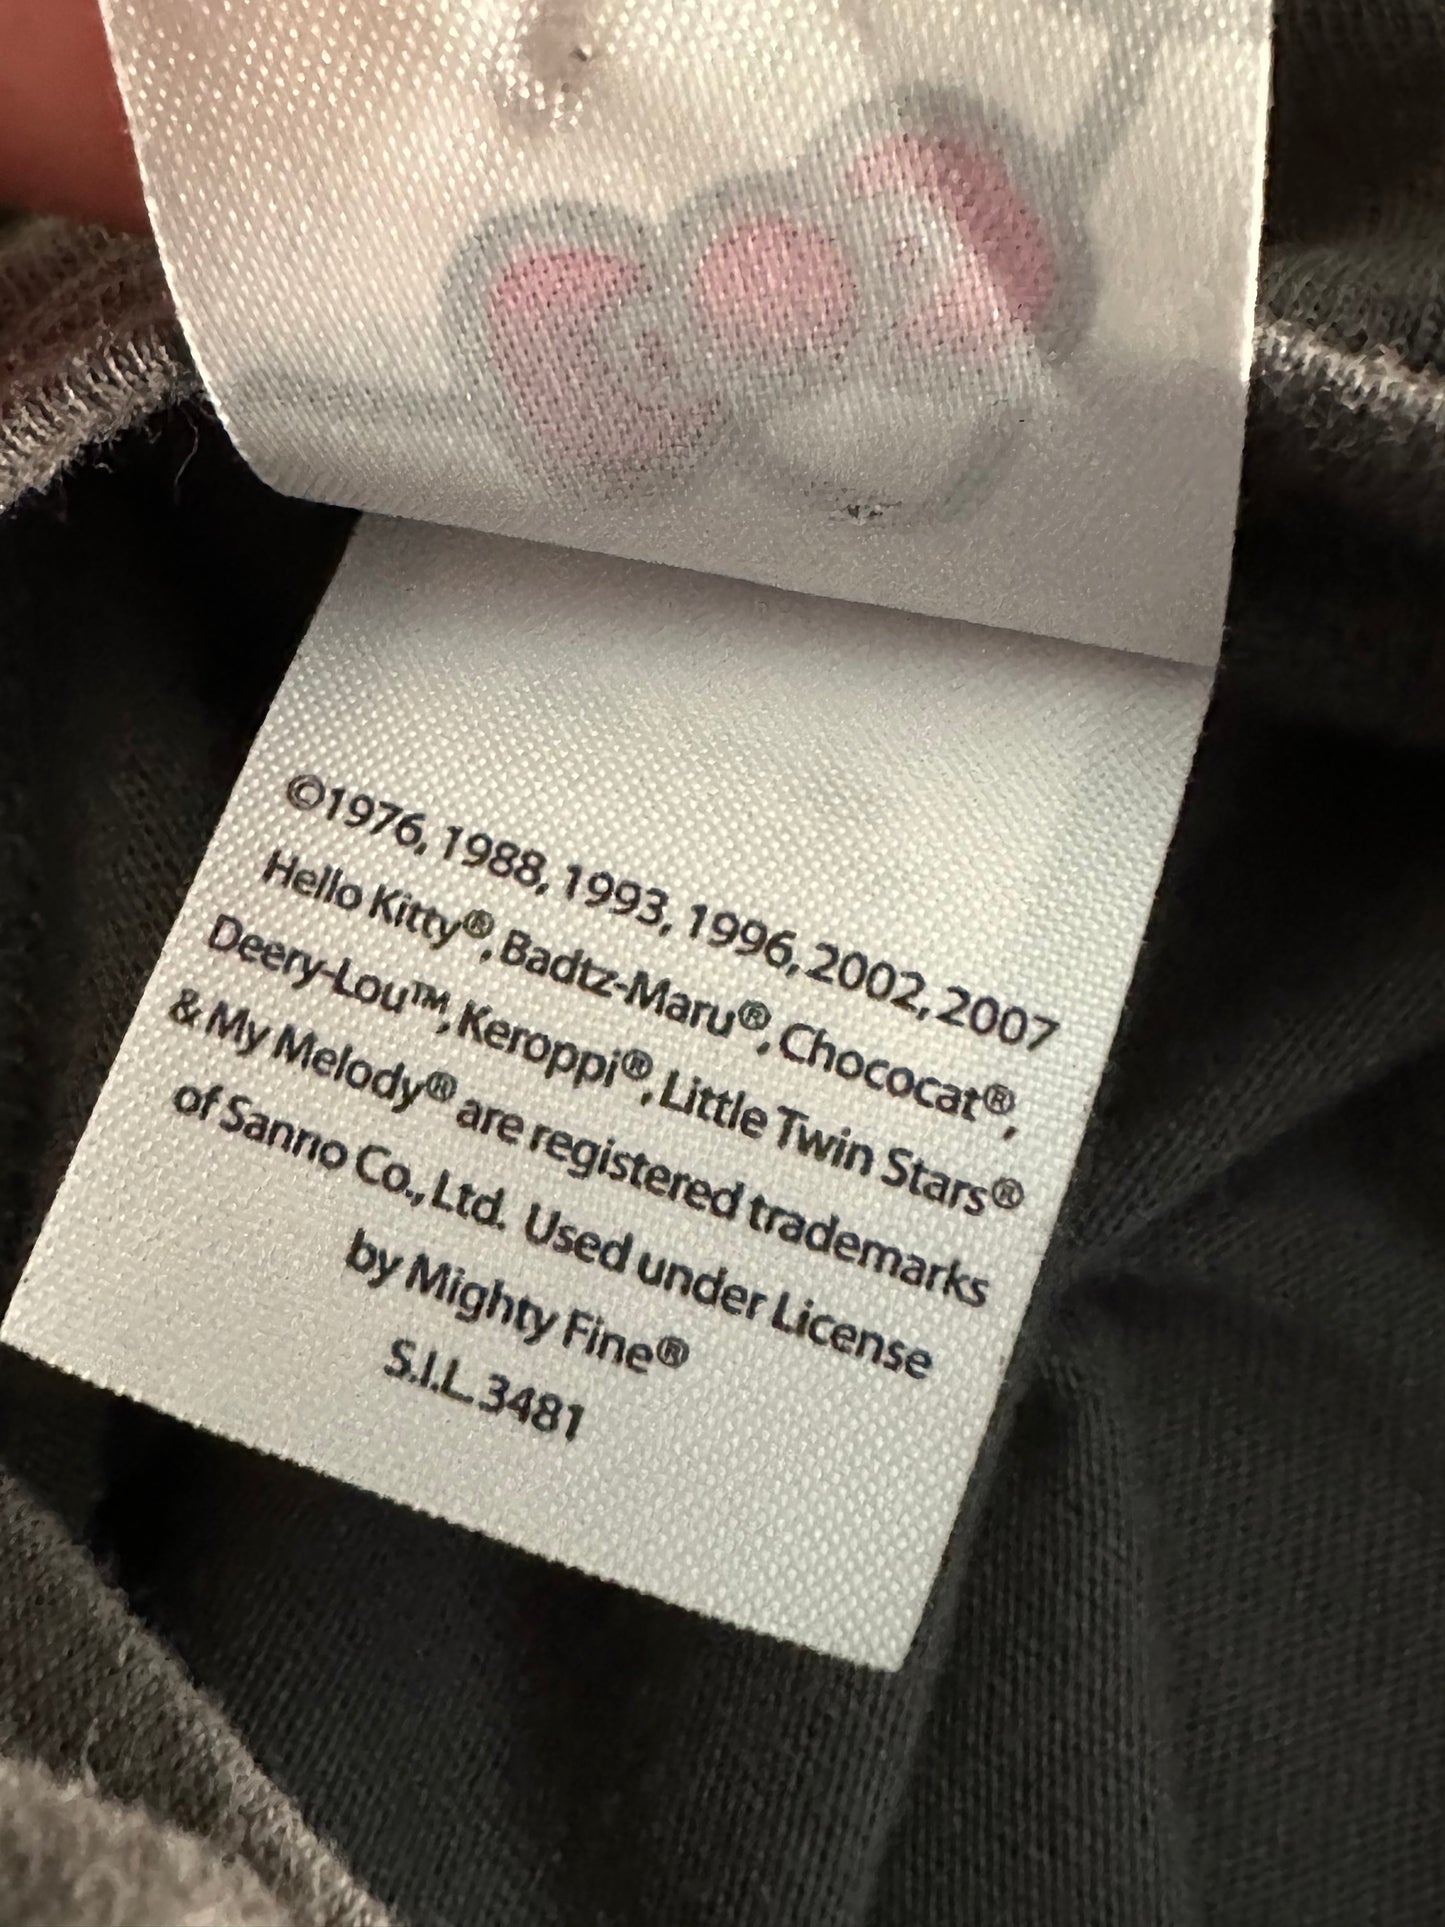 ©1976, 1988, 1993, 1996, 2002, 2007
Hello Kitty®, Badtz-Maru®, Chococat®,
Deery-Lou™, Keroppi®, Little Twin Stars®
& My Melody® are registered trademarks
of Sanrio Co., Ltd. Used under License
by Mighty Fine®
S.I.L. 3481